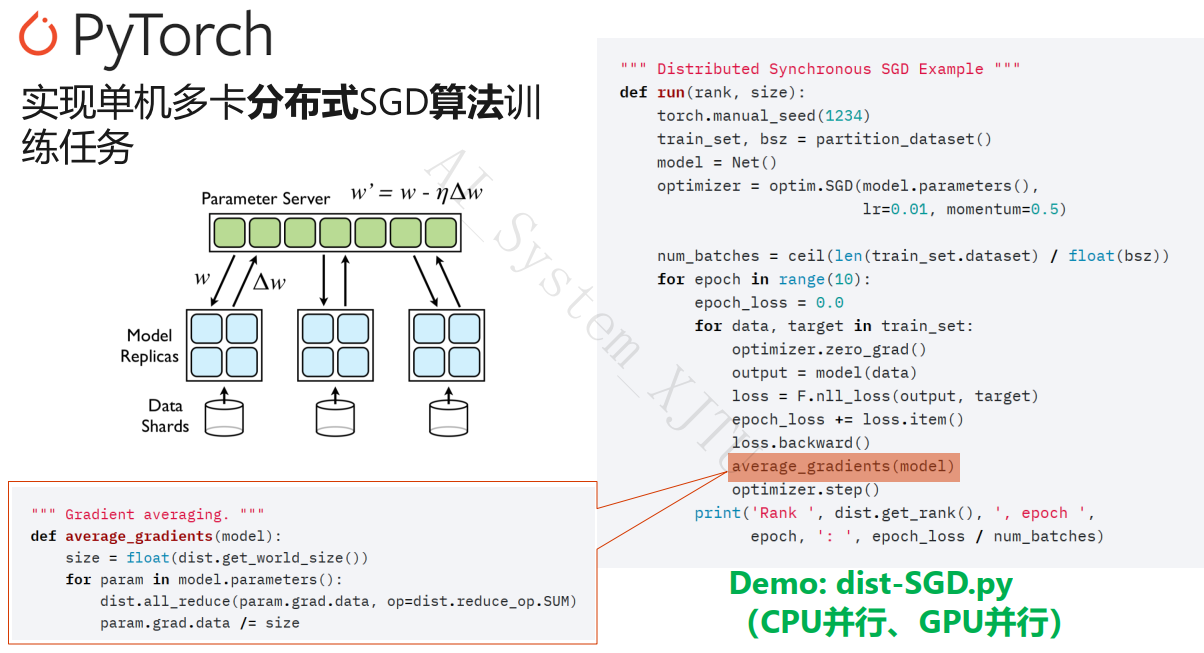 PyTorch
实现单机多卡分布式SGD算法训
练任务
Parameter Server w' = w - ηΔw
w Δw
Model
Replicas
Data
Shards
""" Gradient averaging. """
def average_gradients(model):
    size = float(dist.get_world_size())
    for param in model.parameters():
        dist.all_reduce(param.grad.data, op=dist.reduce_op.SUM)
        param.grad.data /= size
""" Distributed Synchronous SGD Example """
def run(rank, size):
    torch.manual_seed(1234)
    train_set, bsz = partition_dataset()
    model = Net()
    optimizer = optim.SGD(model.parameters(),
                          lr=0.01, momentum=0.5)
    num_batches = ceil(len(train_set.dataset) / float(bsz))
    for epoch in range(10):
        epoch_loss = 0.0
        for data, target in train_set:
            optimizer.zero_grad()
            output = model(data)
            loss = F.nll_loss(output, target)
            epoch_loss += loss.item()
            loss.backward()
            average_gradients(model)
            optimizer.step()
        print('Rank ', dist.get_rank(), ', epoch ',
              epoch, ': ', epoch_loss / num_batches)
Demo: dist-SGD.py
（CPU并行、GPU并行）
AI_System_XJTU